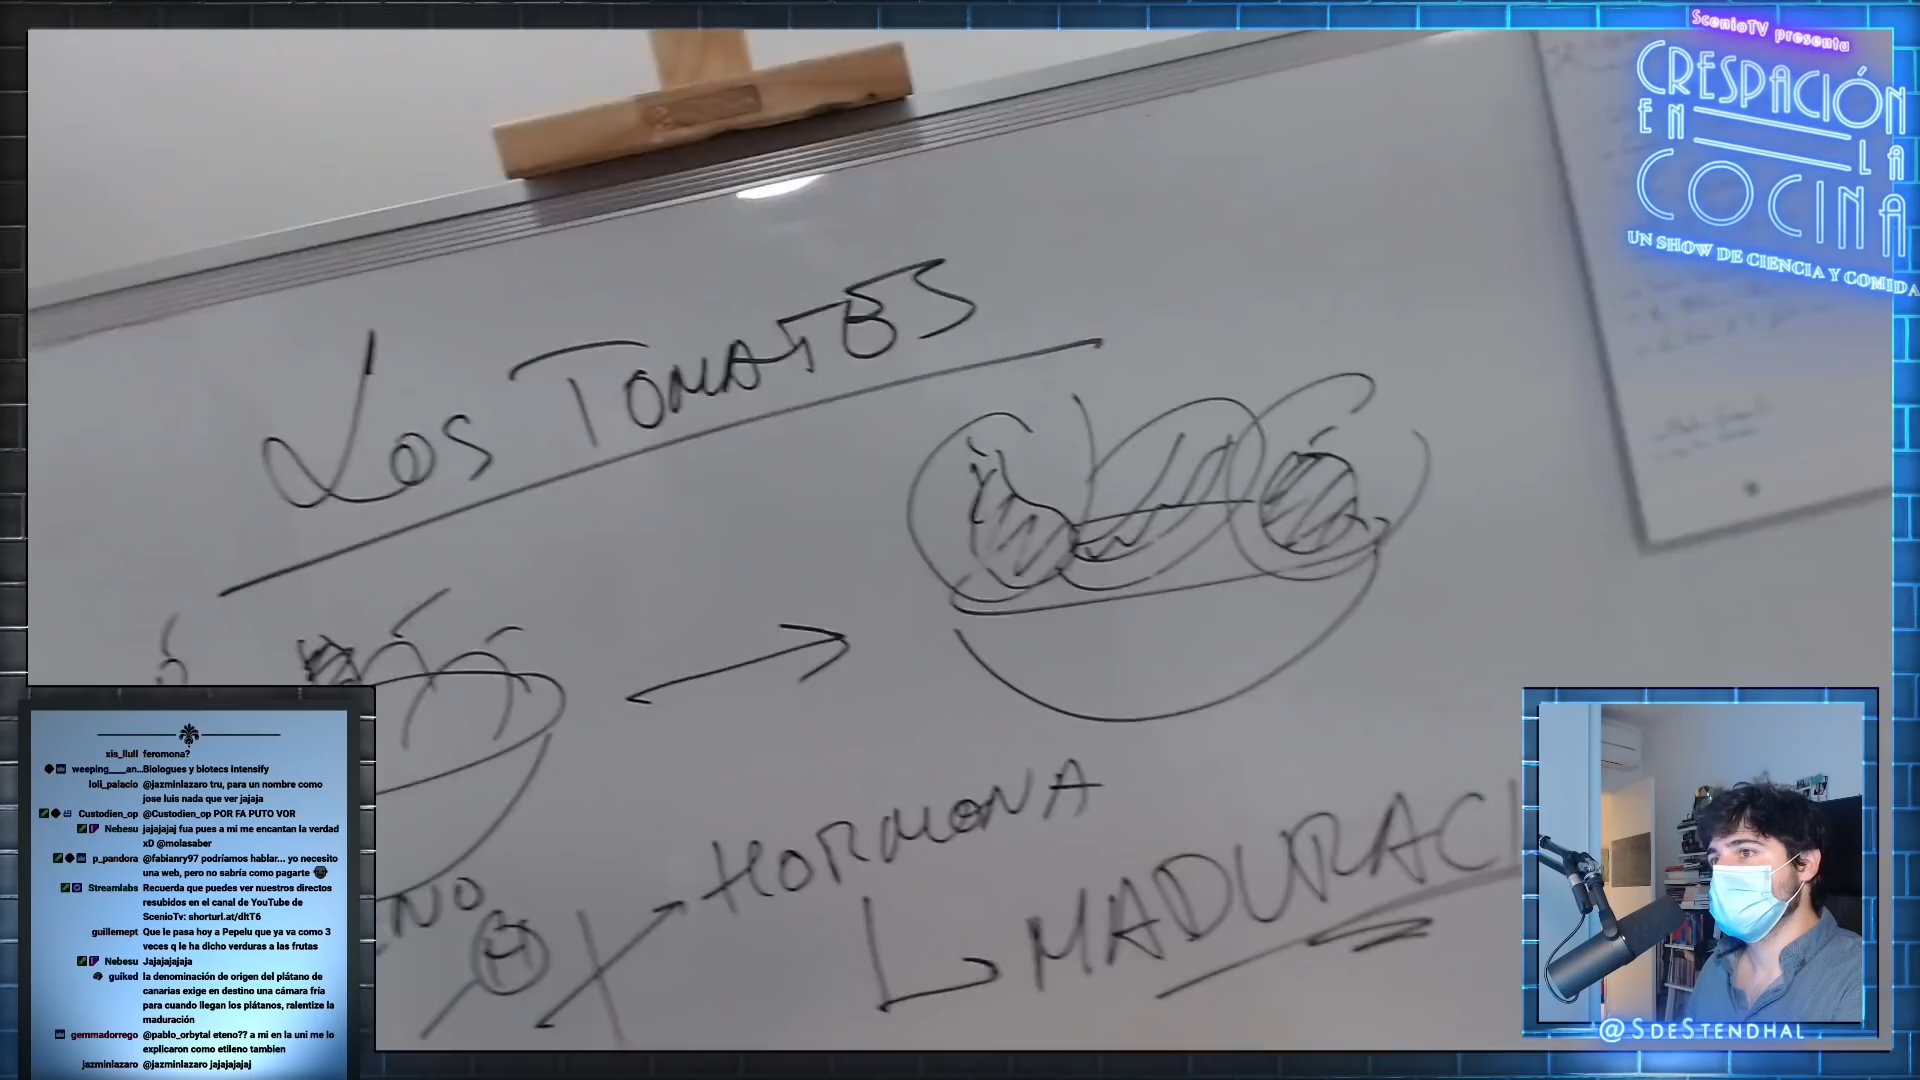 ScenioTV presenta
CRESPACIÓN
EN LA
COCINA
UN SHOW DE CIENCIA Y COMIDA
LOS TOMATES
HORMONA
MADURACI
xis_llull feromona?
weeping___an...Biologues y biotecs intensify
loli_palacio @jazminlazaro tru, para un nombre como
jose luis nada que ver jajaja
Custodien_op @Custodien_op POR FA PUTO VOR
Nebesu jajajajaj fua pues a mi me encantan la verdad
xD @molasaber
p_pandora @fabianry97 podríamos hablar... yo necesito
una web, pero no sabría como pagarte
Streamlabs Recuerda que puedes ver nuestros directos
resubidos en el canal de YouTube de
ScenioTv: shorturl.at/dltT6
guillemept Que le pasa hoy a Pepelu que ya va como 3
veces q le ha dicho verduras a las frutas
Nebesu Jajajajajaja
guiked la denominación de origen del plátano de
canarias exige en destino una cámara fría
para cuando llegan los plátanos, ralentize la
maduración
gemmadorrego @pablo_orbytal eteno?? a mi en la uni me lo
explicaron como etileno tambien
jazminlazaro @jazminlazaro jajajajajaj
@SDESTENDHAL